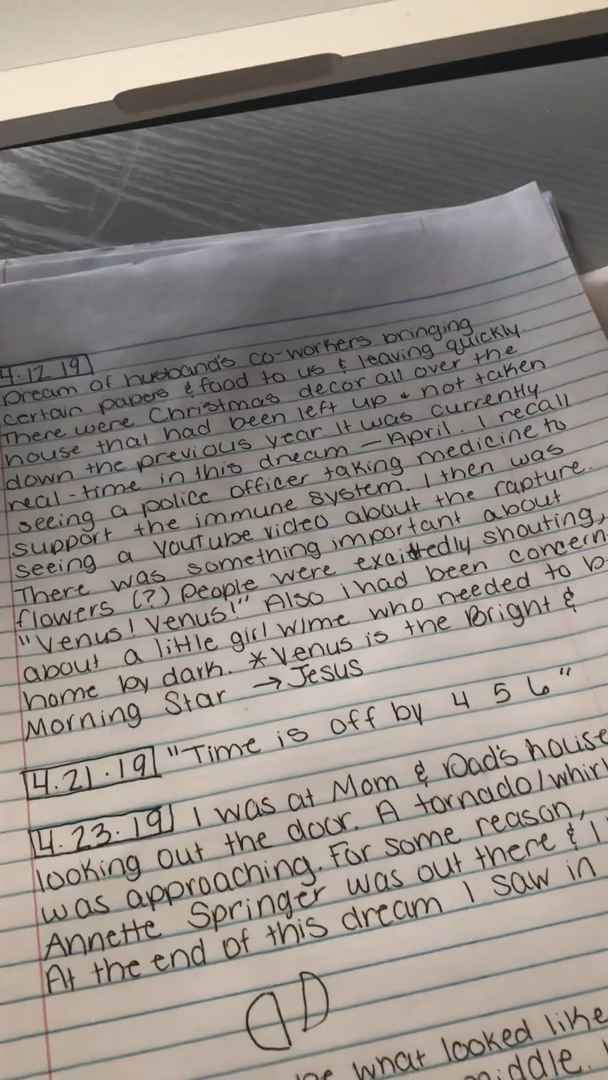 4.12.19
Dream of husband's co-workers bringing
certain papers & food to us & leaving quickly
There were Christmas decor all over the
house that had been left up & not taken
down the previous year. It was currently
real-time in this dream — April. I recall
seeing a police officer taking medicine to
support the immune system. I then was
seeing a YouTube video about the rapture.
There was something important about
flowers (?) People were excitedly shouting,
"Venus! Venus!" Also i had been concern
about a little girl w/me who needed to b
home by dark. *Venus is the Bright &
Morning Star → Jesus
4.21.19 "Time is off by 4 5 6"
4.23.19 I was at Mom & Dad's house
looking out the door. A tornado/whirl
was approaching. For some reason,
Annette Springer was out there & I
At the end of this dream I saw in
what looked like
middle.